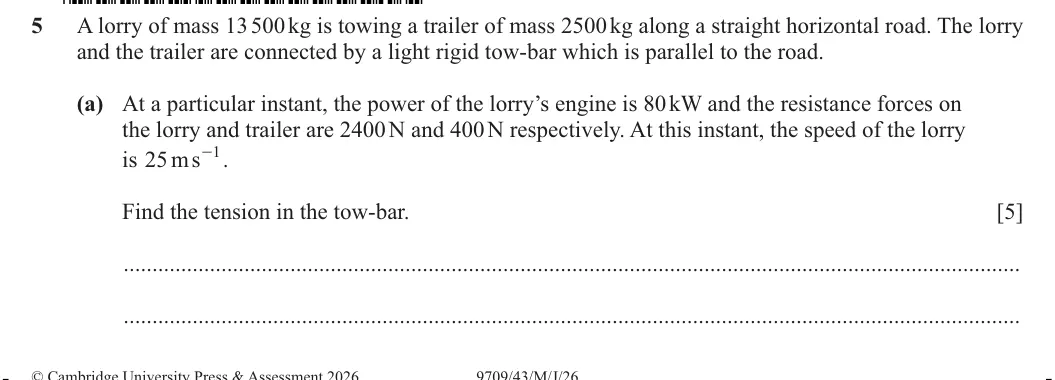 5 A lorry of mass 13 500 kg is towing a trailer of mass 2500 kg along a straight horizontal road. The lorry
and the trailer are connected by a light rigid tow-bar which is parallel to the road.
(a) At a particular instant, the power of the lorry’s engine is 80 kW and the resistance forces on
the lorry and trailer are 2400 N and 400 N respectively. At this instant, the speed of the lorry
is 25 m s⁻¹.
Find the tension in the tow-bar. [5]
© Cambridge University Press & Assessment 2026 9709/43/M/J/26